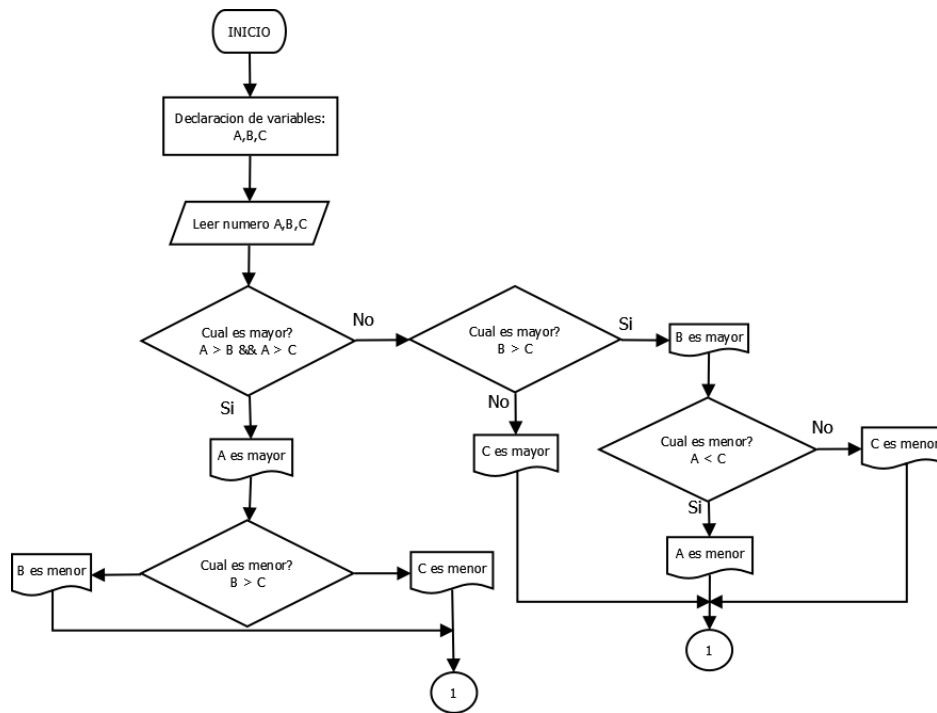 INICIO
Declaracion de variables:
A,B,C
Leer numero A,B,C
Cual es mayor?
A > B && A > C
No
Cual es mayor?
B > C
Si
B es mayor
Si
No
A es mayor
C es mayor
Cual es menor?
A < C
No
C es menor
Si
A es menor
B es menor
Cual es menor?
B > C
C es menor
1
1